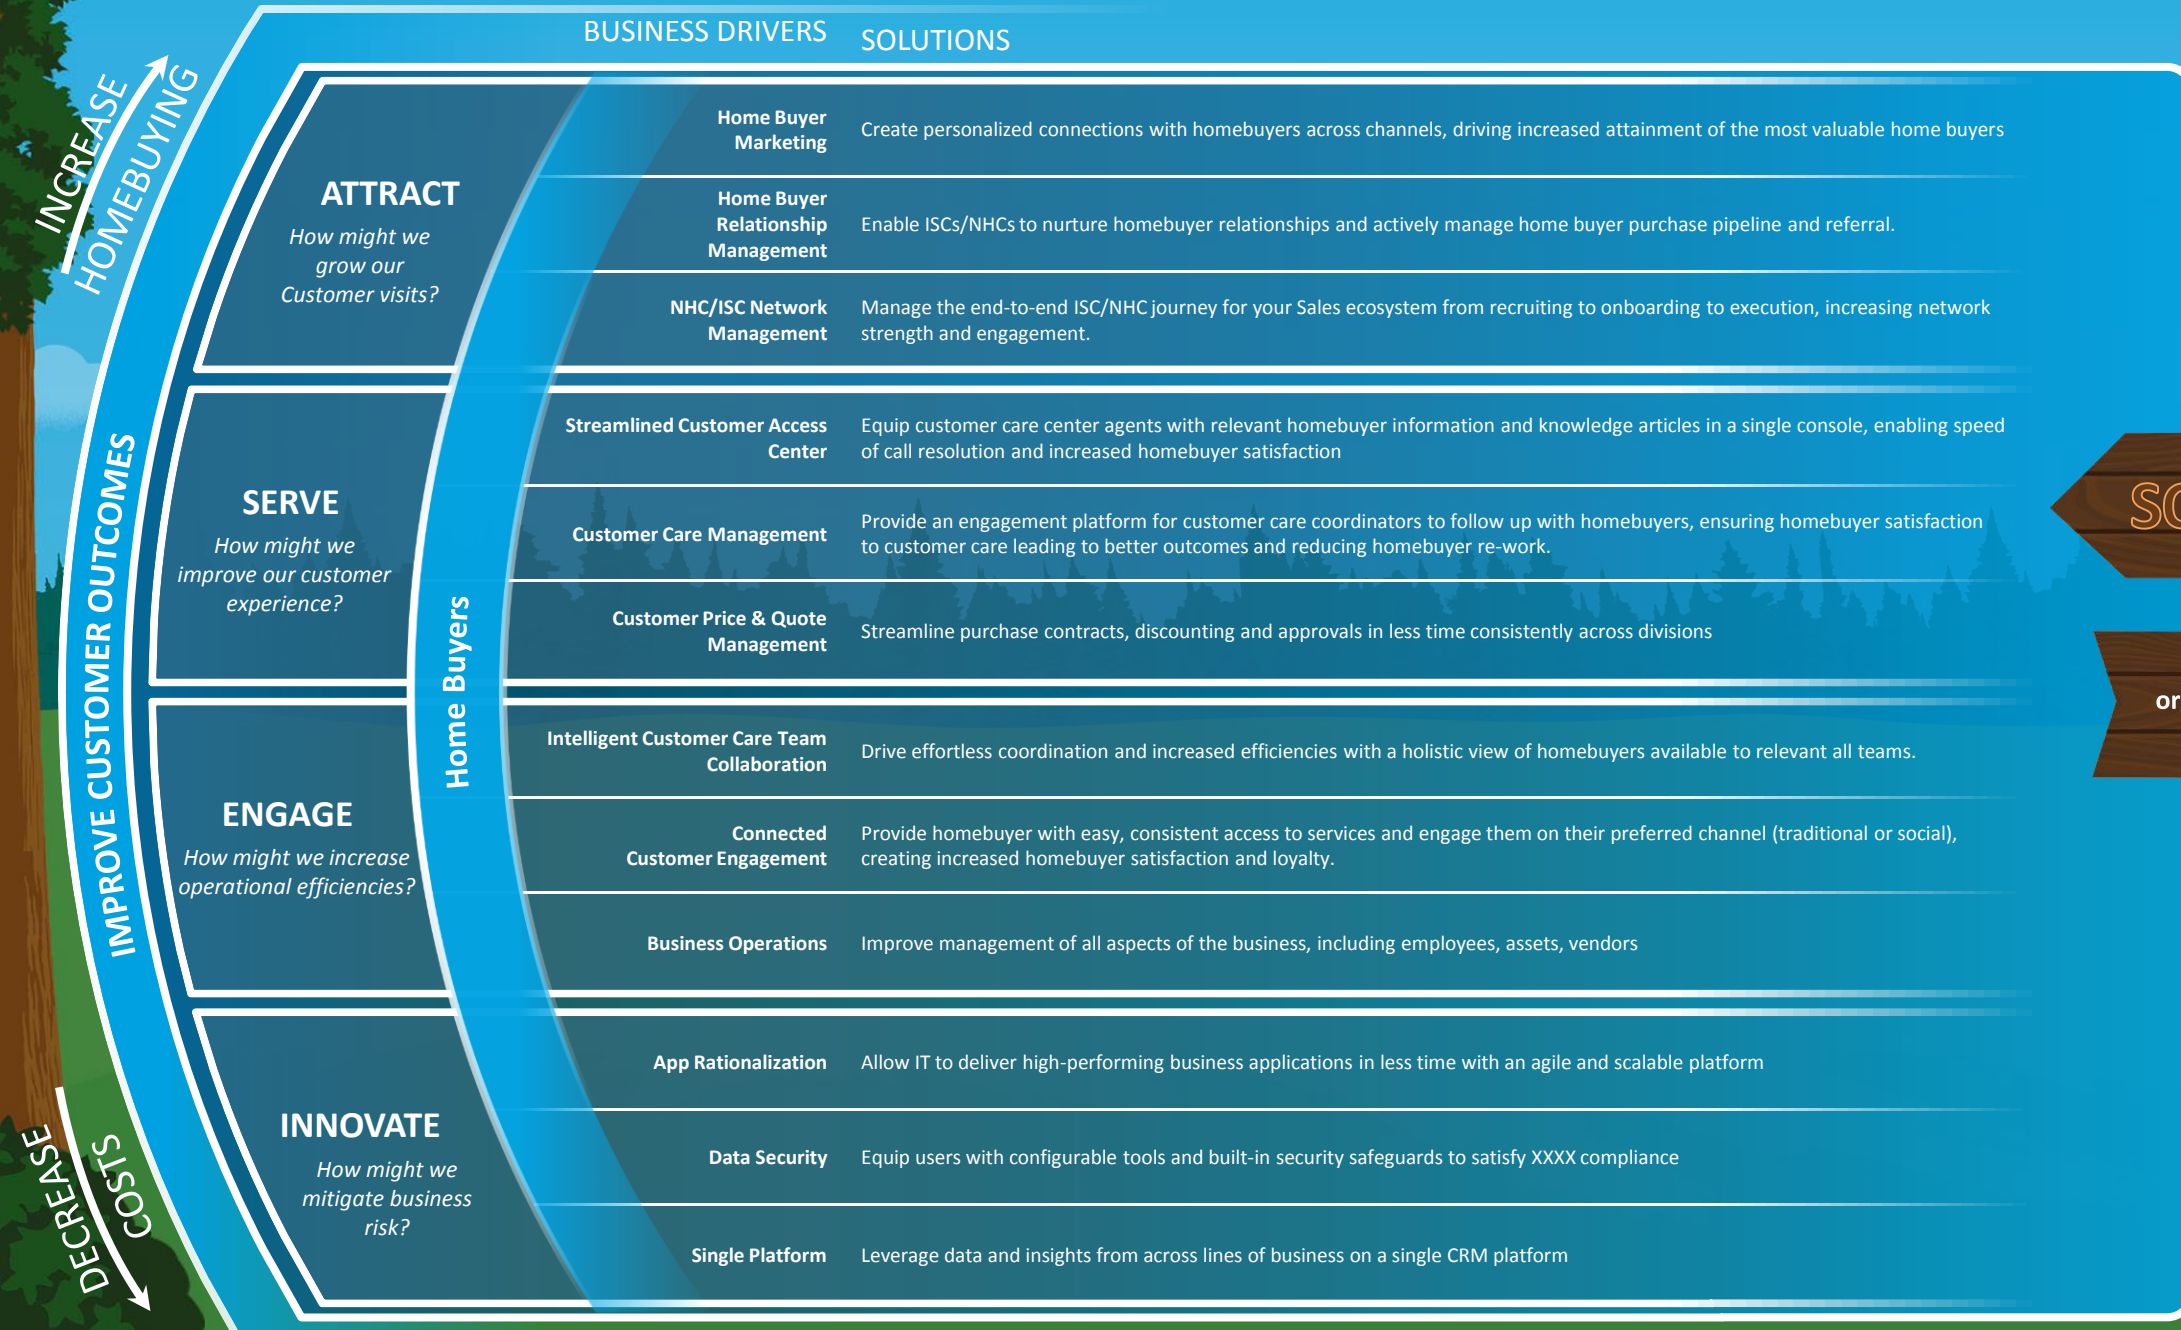 BUSINESS DRIVERS
SOLUTIONS
INCREASE
HOMEBUYING
IMPROVE CUSTOMER OUTCOMES
DECREASE
COSTS
Home Buyers
ATTRACT
How might we
grow our
Customer visits?
Home Buyer
Marketing
Create personalized connections with homebuyers across channels, driving increased attainment of the most valuable home buyers
Home Buyer
Relationship
Management
Enable ISCs/NHCs to nurture homebuyer relationships and actively manage home buyer purchase pipeline and referral.
NHC/ISC Network
Management
Manage the end-to-end ISC/NHC journey for your Sales ecosystem from recruiting to onboarding to execution, increasing network
strength and engagement.
SERVE
How might we
improve our customer
experience?
Streamlined Customer Access
Center
Equip customer care center agents with relevant homebuyer information and knowledge articles in a single console, enabling speed
of call resolution and increased homebuyer satisfaction
Customer Care Management
Provide an engagement platform for customer care coordinators to follow up with homebuyers, ensuring homebuyer satisfaction
to customer care leading to better outcomes and reducing homebuyer re-work.
Customer Price & Quote
Management
Streamline purchase contracts, discounting and approvals in less time consistently across divisions
ENGAGE
How might we increase
operational efficiencies?
Intelligent Customer Care Team
Collaboration
Drive effortless coordination and increased efficiencies with a holistic view of homebuyers available to relevant all teams.
Connected
Customer Engagement
Provide homebuyer with easy, consistent access to services and engage them on their preferred channel (traditional or social),
creating increased homebuyer satisfaction and loyalty.
Business Operations
Improve management of all aspects of the business, including employees, assets, vendors
INNOVATE
How might we
mitigate business
risk?
App Rationalization
Allow IT to deliver high-performing business applications in less time with an agile and scalable platform
Data Security
Equip users with configurable tools and built-in security safeguards to satisfy XXXX compliance
Single Platform
Leverage data and insights from across lines of business on a single CRM platform
or